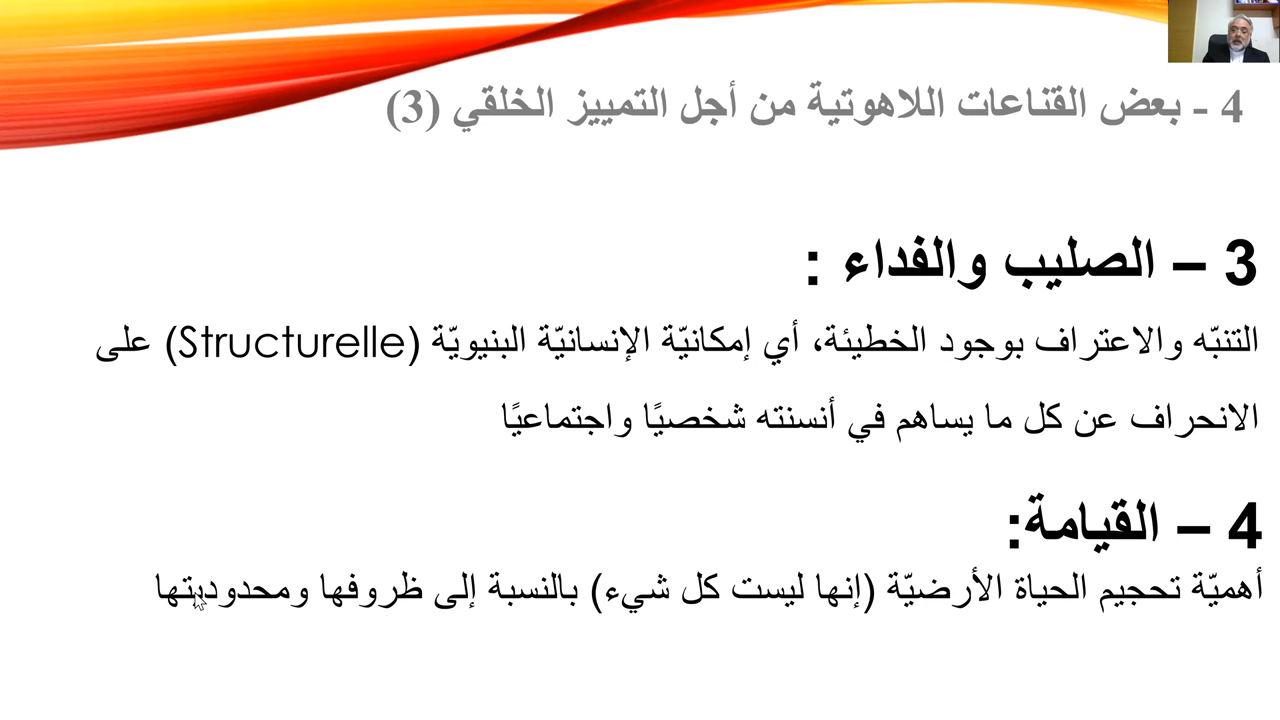 4 - بعض القناعات اللاهوتية من أجل التمييز الخلقي (3)
3 – الصليب والفداء :
التنبّه والاعتراف بوجود الخطيئة، أي إمكانيّة الإنسانيّة البنيويّة (Structurelle) على
الانحراف عن كل ما يساهم في أنسنته شخصيًا واجتماعيًا
4 – القيامة:
أهميّة تحجيم الحياة الأرضيّة (إنها ليست كل شيء) بالنسبة إلى ظروفها ومحدوديتها